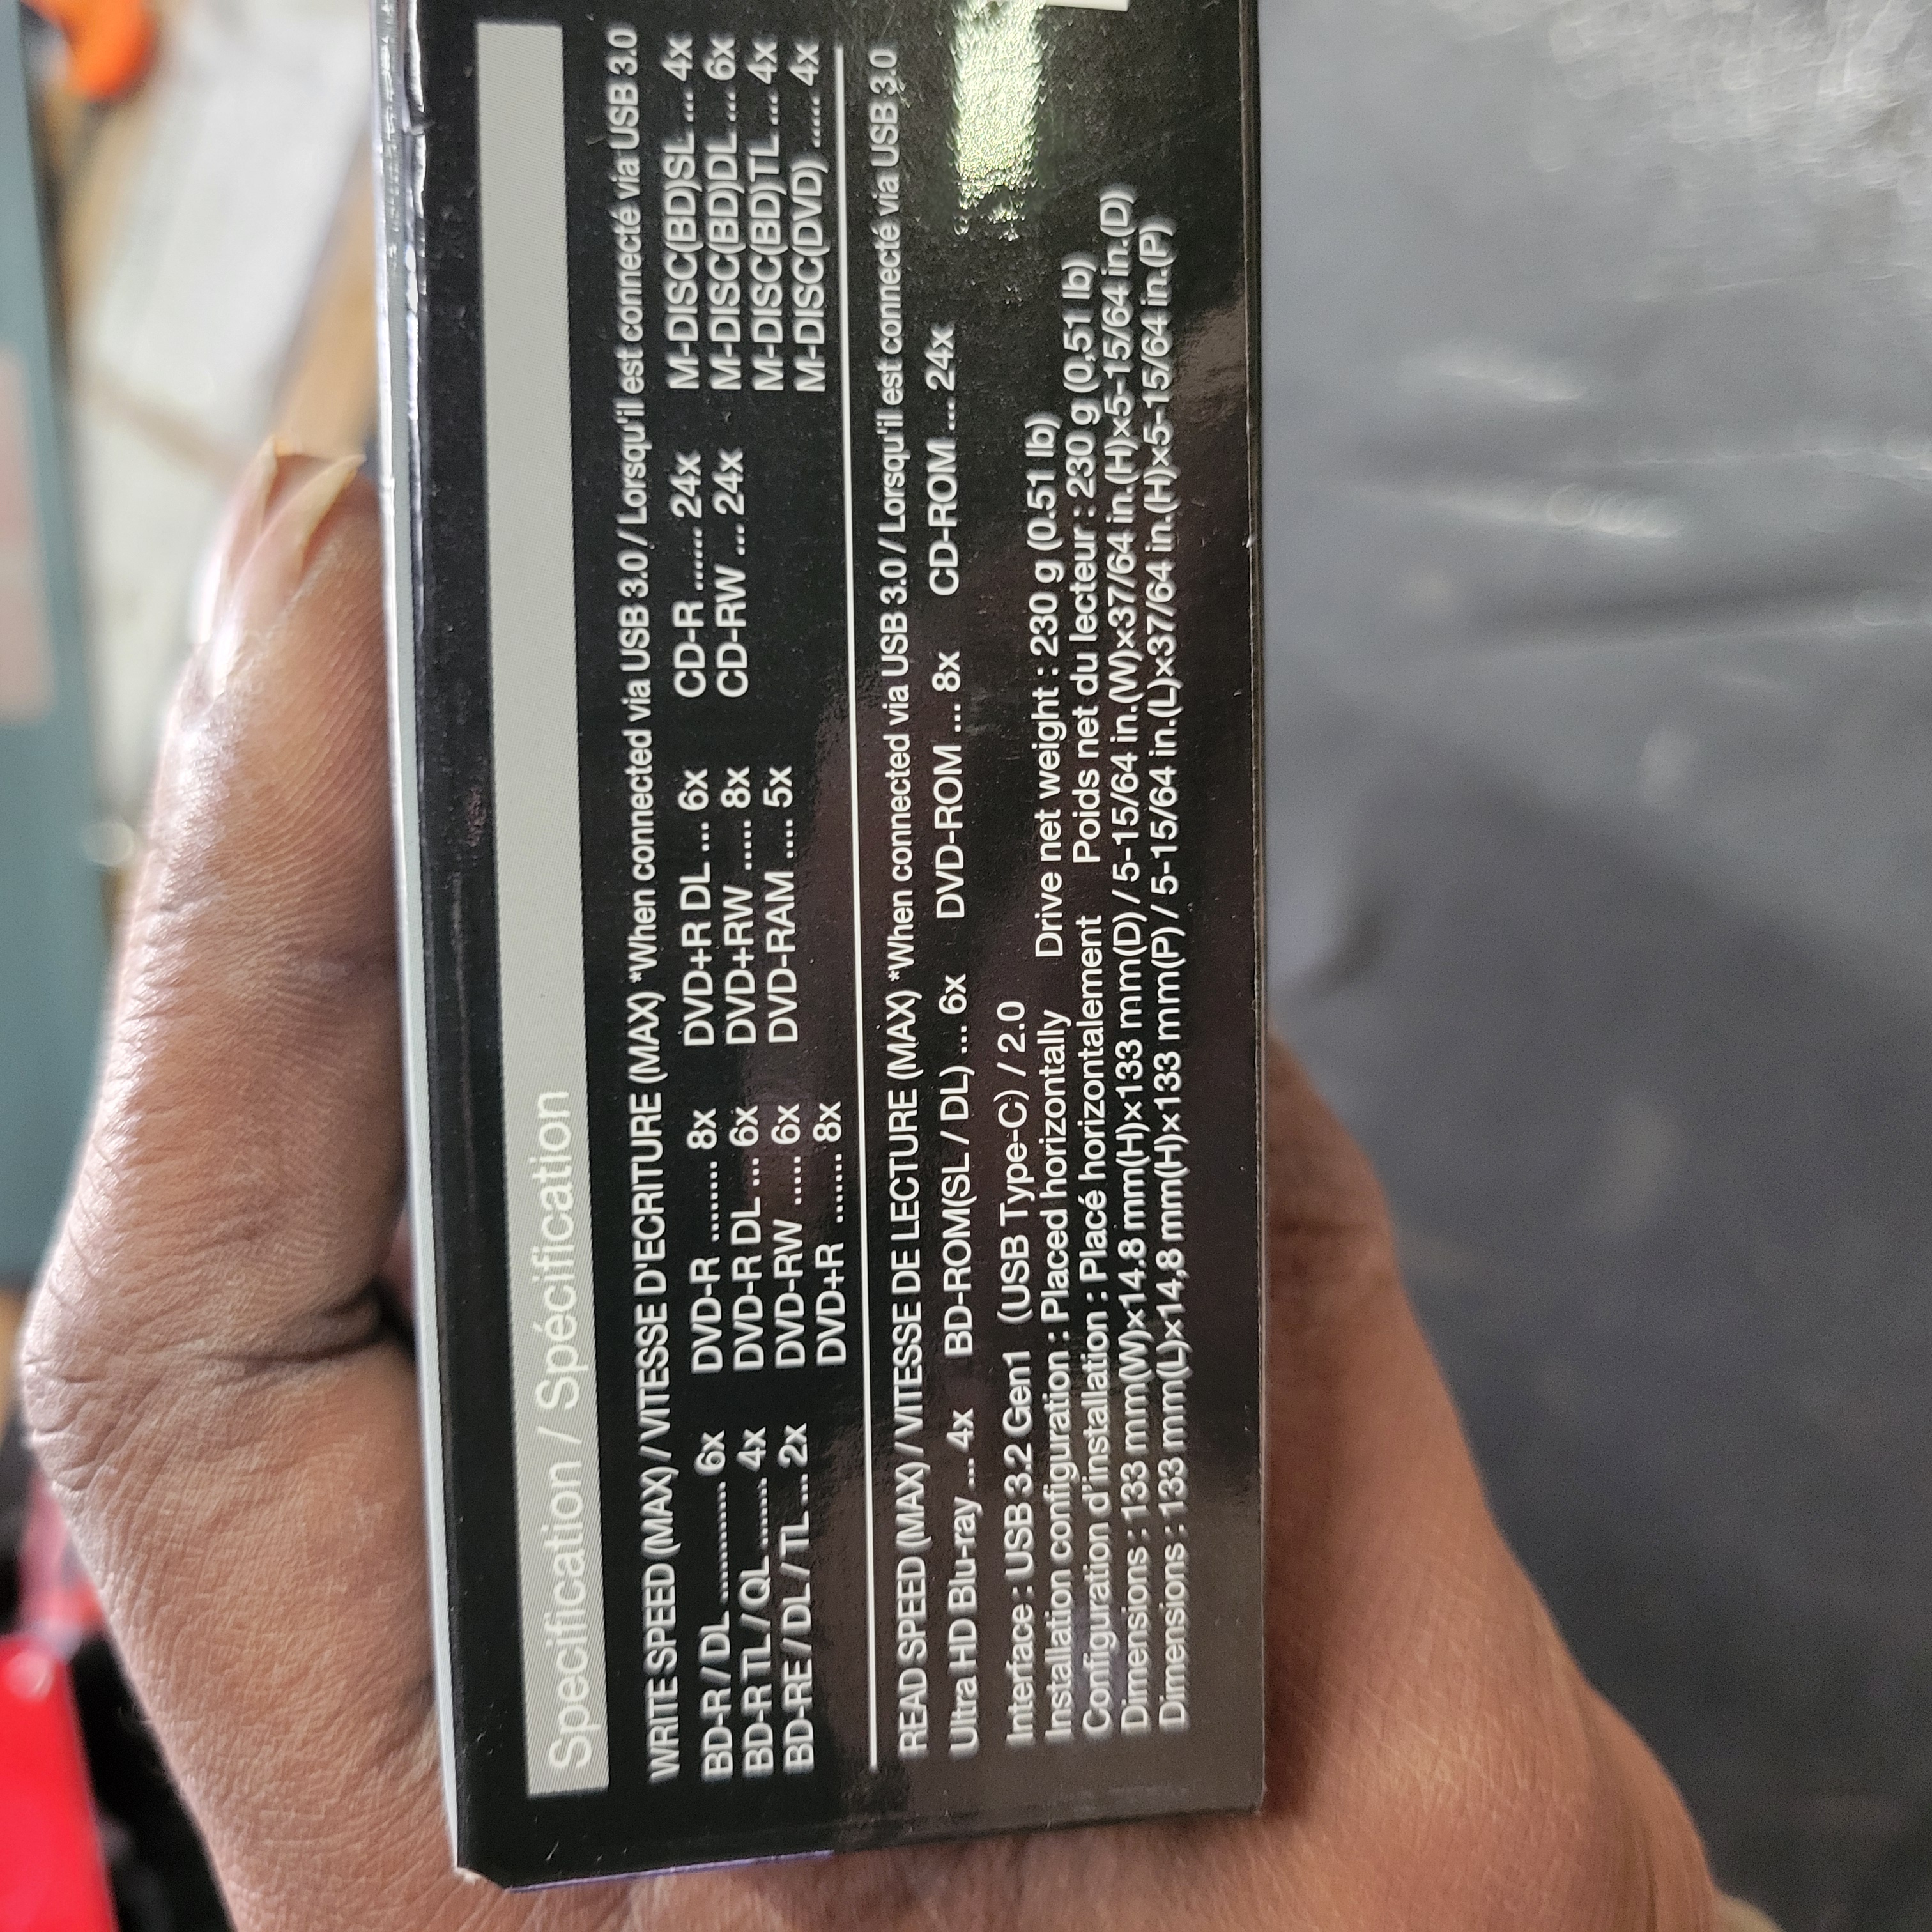 Specification / Spécification
WRITE SPEED (MAX) / VITESSE D'ECRITURE (MAX) *When connected via USB 3.0 / Lorsqu'il est connecté via USB 3.0
BD-R / DL ............ 6x DVD-R ........ 8x DVD+R DL .... 6x CD-R ....... 24x M-DISC(BD)SL .... 4x
BD-R TL / QL ........ 4x DVD-R DL .... 6x DVD+RW ..... 8x CD-RW .... 24x M-DISC(BD)DL .... 6x
BD-RE / DL / TL .... 2x DVD-RW ...... 6x DVD-RAM ..... 5x M-DISC(BD)TL .... 4x
DVD+R ........ 8x M-DISC(DVD) ..... 4x
READ SPEED (MAX) / VITESSE DE LECTURE (MAX) *When connected via USB 3.0 / Lorsqu'il est connecté via USB 3.0
Ultra HD Blu-ray .... 4x BD-ROM(SL / DL) .... 6x DVD-ROM .... 8x CD-ROM .... 24x
Interface : USB 3.2 Gen1 (USB Type-C) / 2.0
Installation configuration : Placed horizontally Drive net weight : 230 g (0.51 lb)
Configuration d'installation : Placé horizontalement Poids net du lecteur : 230 g (0.51 lb)
Dimensions : 133 mm(W)×14.8 mm(H)×133 mm(D) / 5-15/64 in.(W)×37/64 in.(H)×5-15/64 in.(D)
Dimensions : 133 mm(L)×14,8 mm(H)×133 mm(P) / 5-15/64 in.(L)×37/64 in.(H)×5-15/64 in.(P)